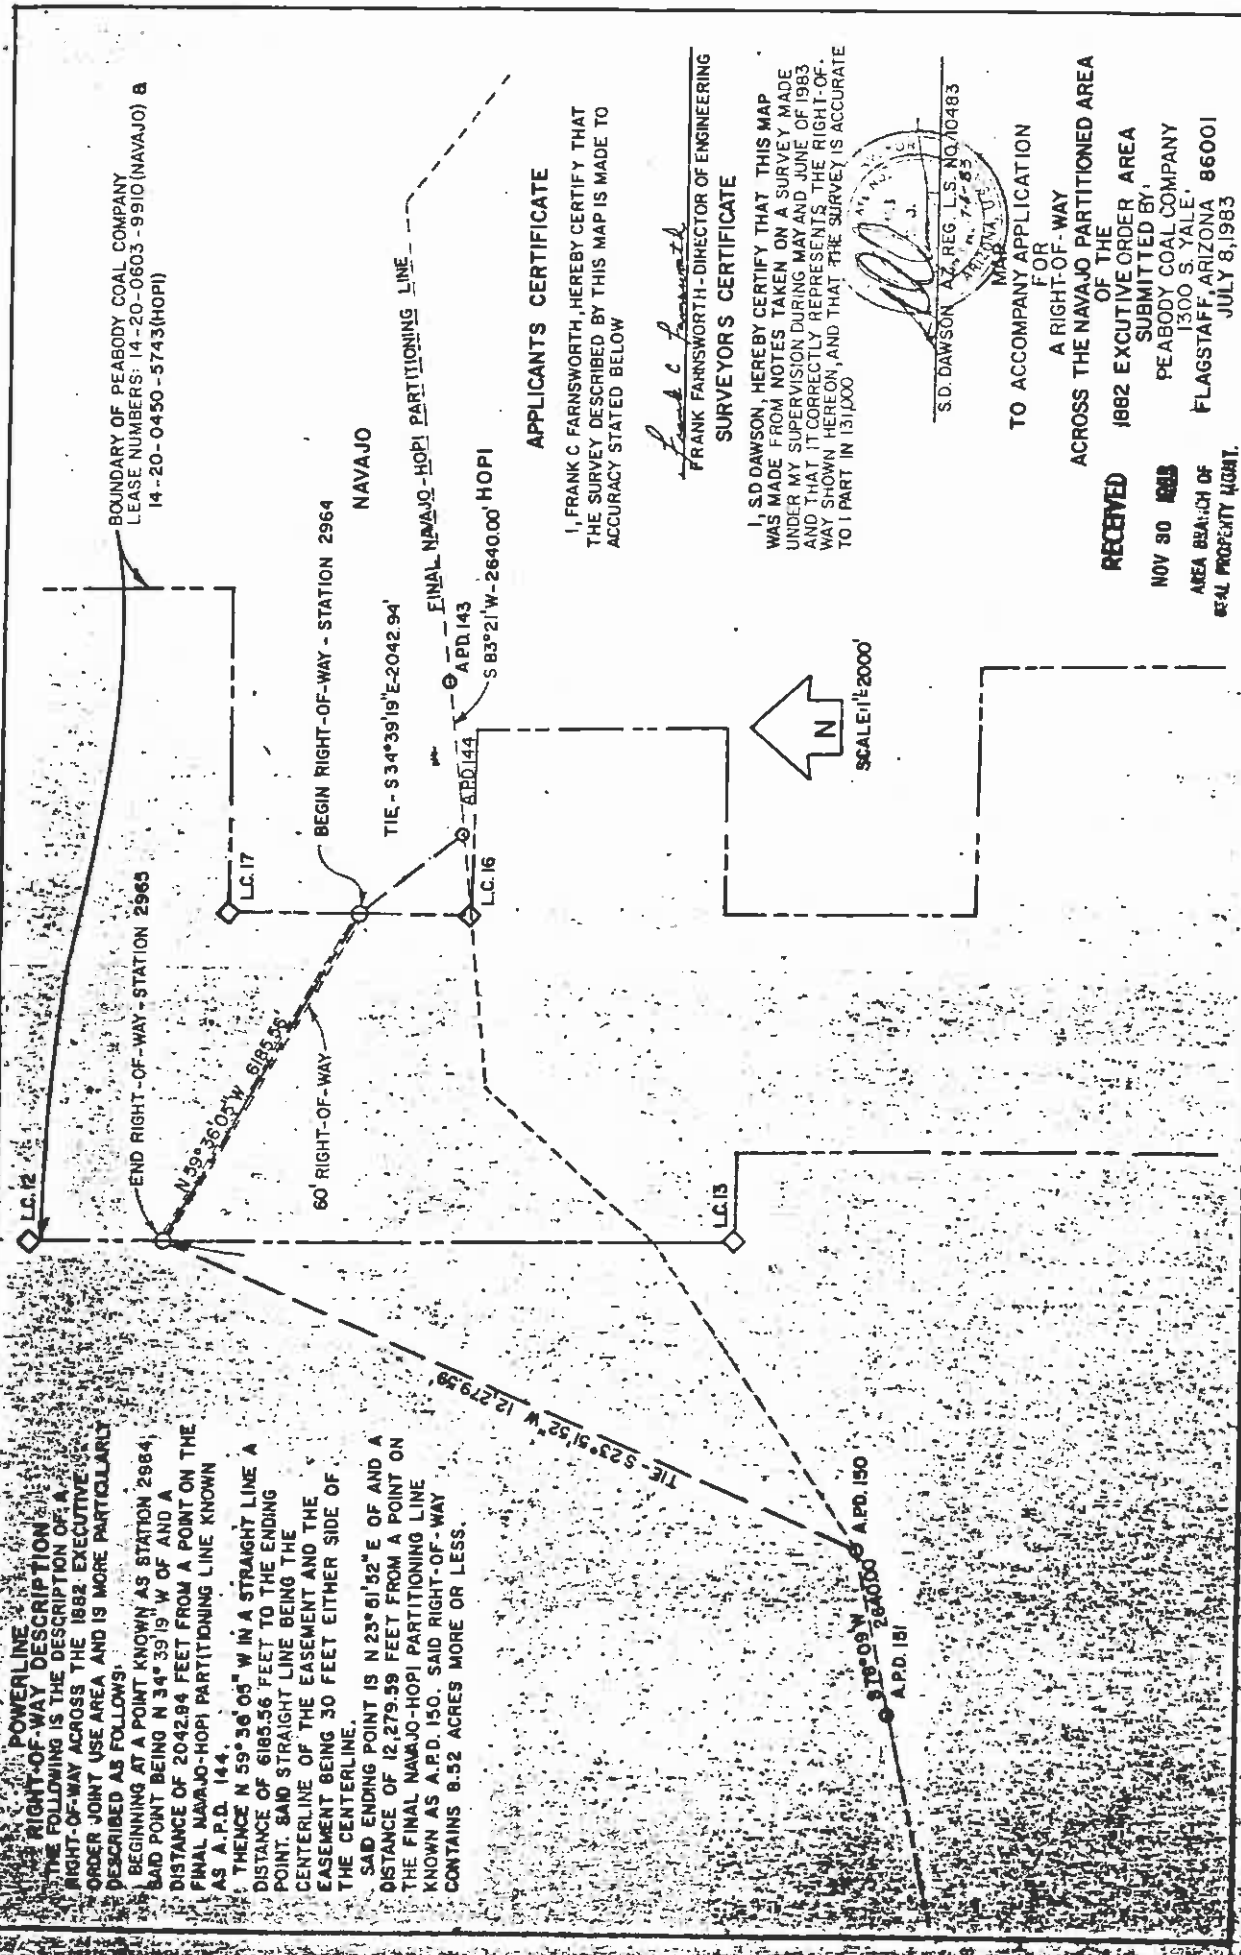 POWERLINE
RIGHT-OF-WAY DESCRIPTION
THE FOLLOWING IS THE DESCRIPTION OF A
RIGHT-OF-WAY ACROSS THE 1882 EXECUTIVE
ORDER JOINT USE AREA AND IS MORE PARTICULARLY
DESCRIBED AS FOLLOWS:
BEGINNING AT A POINT KNOWN AS STATION 2964,
SAID POINT BEING N 34° 39' 19" W OF AND A
DISTANCE OF 2042.94 FEET FROM A POINT ON THE
FINAL NAVAJO-HOPI PARTITIONING LINE KNOWN
AS A.P.D. 144.
THENCE N 59° 36' 05" W IN A STRAIGHT LINE A
DISTANCE OF 6185.56 FEET TO THE ENDING
POINT. SAID STRAIGHT LINE BEING THE
CENTERLINE OF THE EASEMENT AND THE
EASEMENT BEING 30 FEET EITHER SIDE OF
THE CENTERLINE.
SAID ENDING POINT IS N 23° 51' 52" E OF AND A
DISTANCE OF 12,279.59 FEET FROM A POINT ON
THE FINAL NAVAJO-HOPI PARTITIONING LINE
KNOWN AS A.P.D. 150. SAID RIGHT-OF-WAY
CONTAINS 8.52 ACRES MORE OR LESS.
L.C. 12
END RIGHT-OF-WAY-STATION 2965
N 59° 36' 05" W 6185.56'
60' RIGHT-OF-WAY
TIE - S 23° 51' 52" W 12,279.59'
A.P.D. 150
S 78° 09' W
2640.00'
A.P.D. 151
L.C. 13
L.C. 17
L.C. 16
BOUNDARY OF PEABODY COAL COMPANY
LEASE NUMBERS: 14-20-0603-9910 (NAVAJO) &
14-20-0450-5743 (HOPI)
BEGIN RIGHT-OF-WAY - STATION 2964
NAVAJO
TIE - S 34° 39' 19" E - 2042.94'
FINAL NAVAJO-HOPI PARTITIONING LINE
A.P.D. 143
A.P.D. 144
S 83° 21' W - 2640.00'
HOPI
N
SCALE: 1" = 2000'
APPLICANTS CERTIFICATE
I, FRANK C FARNSWORTH, HEREBY CERTIFY THAT
THE SURVEY DESCRIBED BY THIS MAP IS MADE TO
ACCURACY STATED BELOW
Frank C Farnsworth
FRANK FARNSWORTH - DIRECTOR OF ENGINEERING
SURVEYORS CERTIFICATE
I, S.D DAWSON, HEREBY CERTIFY THAT THIS MAP
WAS MADE FROM NOTES TAKEN ON A SURVEY MADE
UNDER MY SUPERVISION DURING MAY AND JUNE OF 1983
AND THAT IT CORRECTLY REPRESENTS THE RIGHT-OF-
WAY SHOWN HEREON, AND THAT THE SURVEY IS ACCURATE
TO 1 PART IN 131,000
S.D. DAWSON AZ. REG. L.S. NO. 10483
ARIZONA, U.S.
MAP
TO ACCOMPANY APPLICATION
FOR
A RIGHT-OF-WAY
ACROSS THE NAVAJO PARTITIONED AREA
OF THE
1882 EXECUTIVE ORDER AREA
SUBMITTED BY:
PEABODY COAL COMPANY
1300 S. YALE
FLAGSTAFF, ARIZONA 86001
JULY 8, 1983
RECEIVED
NOV 30
AREA BRANCH OF
REAL PROPERTY MGMT.